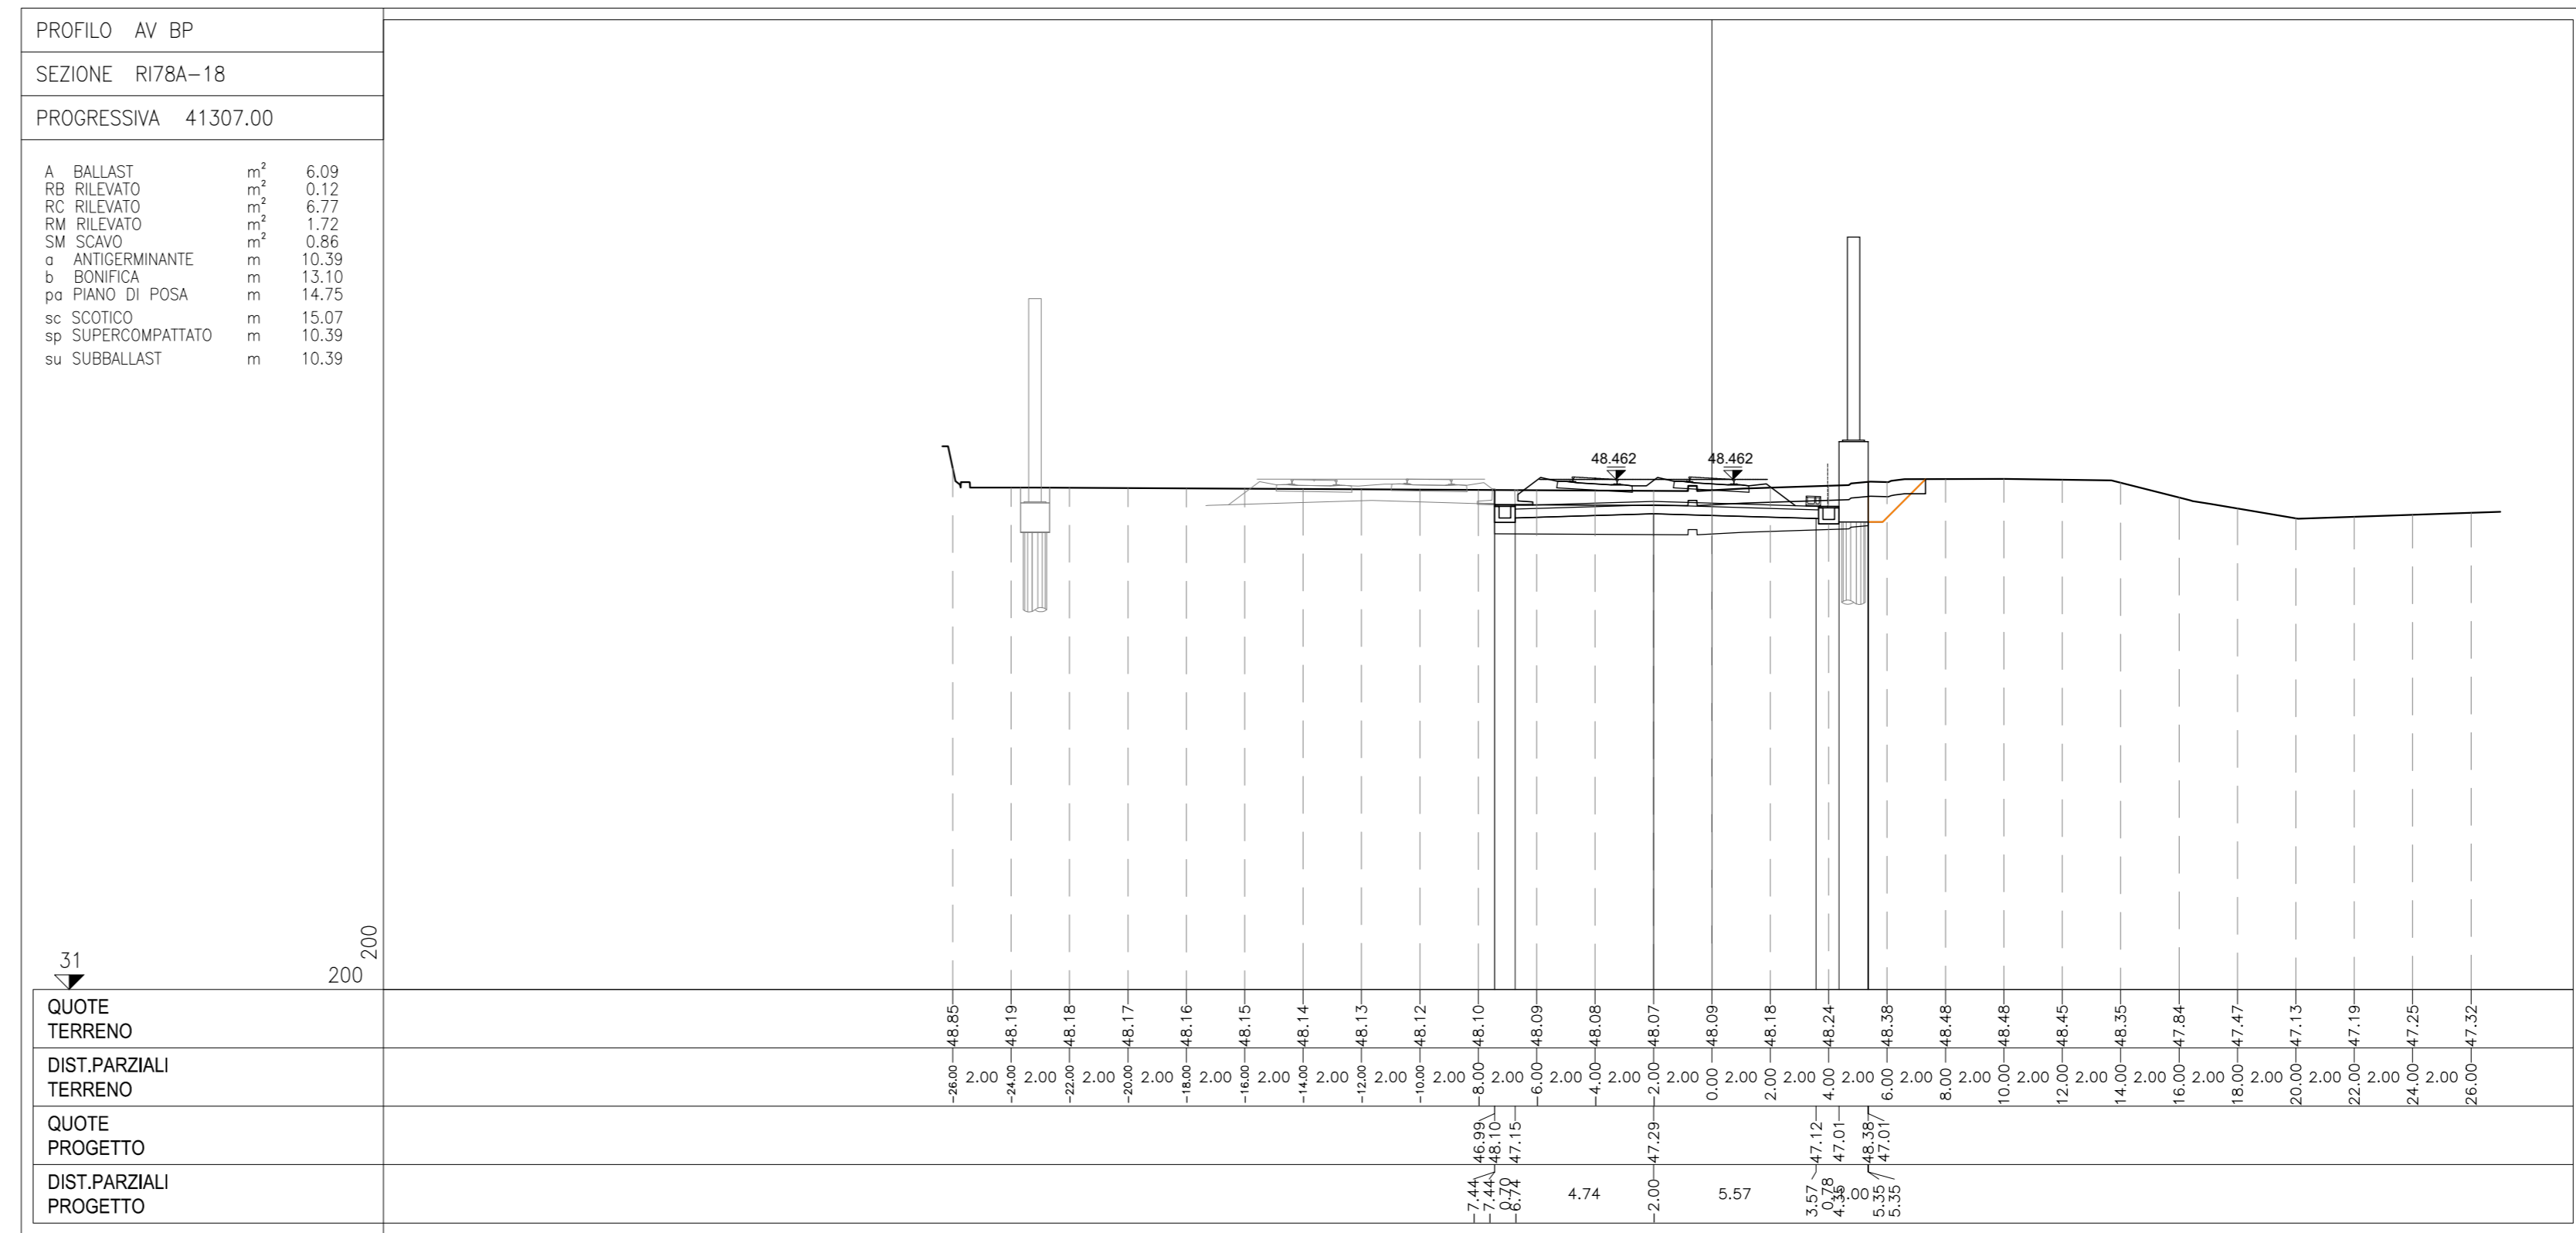 PROFILO AV BP
SEZIONE RI78A-18
PROGRESSIVA 41307.00
A BALLAST m² 6.09
RB RILEVATO m² 0.12
RC RILEVATO m² 6.77
RM RILEVATO m² 1.72
SM SCAVO m² 0.86
a ANTIGERMINANTE m 10.39
b BONIFICA m 13.10
pa PIANO DI POSA m 14.75
sc SCOTICO m 15.07
sp SUPERCOMPATTATO m 10.39
su SUBBALLAST m 10.39
48.462 48.462
31
200
200
QUOTE
TERRENO
48.85 48.19 48.18 48.17 48.16 48.15 48.14 48.13 48.12 48.10 48.09 48.08 48.07 48.09 48.18 48.24 48.38 48.48 48.48 48.45 48.35 47.84 47.47 47.13 47.19 47.25 47.32
DIST.PARZIALI
TERRENO
-26.00 2.00 -24.00 2.00 -22.00 2.00 -20.00 2.00 -18.00 2.00 -16.00 2.00 -14.00 2.00 -12.00 2.00 -10.00 2.00 -8.00 2.00 -6.00 2.00 -4.00 2.00 -2.00 2.00 0.00 2.00 2.00 2.00 4.00 2.00 6.00 2.00 8.00 2.00 10.00 2.00 12.00 2.00 14.00 2.00 16.00 2.00 18.00 2.00 20.00 2.00 22.00 2.00 24.00 2.00 26.00
QUOTE
PROGETTO
46.99 48.10 47.15 47.29 47.12 47.01 48.38 47.01
DIST.PARZIALI
PROGETTO
-7.44 -7.44 0.70 -6.74 4.74 -2.00 5.57 3.57 0.78 4.35 1.00 5.35 5.35